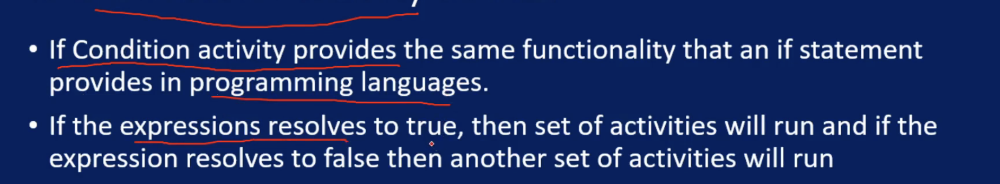 • If Condition activity provides the same functionality that an if statement
provides in programming languages.
• If the expressions resolves to true, then set of activities will run and if the
expression resolves to false then another set of activities will run